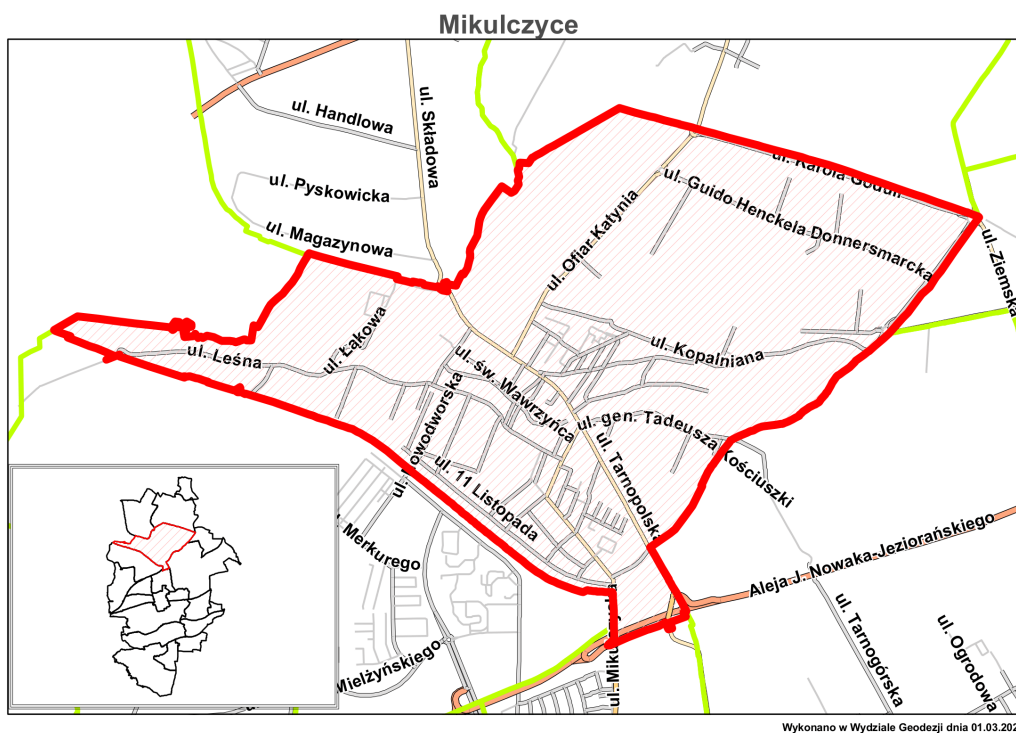 Mikulczyce
ul. Handlowa
ul. Składowa
ul. Pyskowicka
ul. Magazynowa
ul. Karola Goduli
ul. Guido Henckela Donnersmarcka
ul. Ofiar Katynia
ul. Ziemska
ul. Łąkowa
ul. Leśna
ul. Kopalniana
ul. św. Wawrzyńca
ul. Nowodworska
ul. gen. Tadeusza Kościuszki
ul. Tarnopolska
ul. 11 Listopada
Merkurego
Aleja J. Nowaka-Jeziorańskiego
ul. Tarnogórska
ul. Ogrodowa
Mielżyńskiego
Wykonano w Wydziale Geodezji dnia 01.03.202